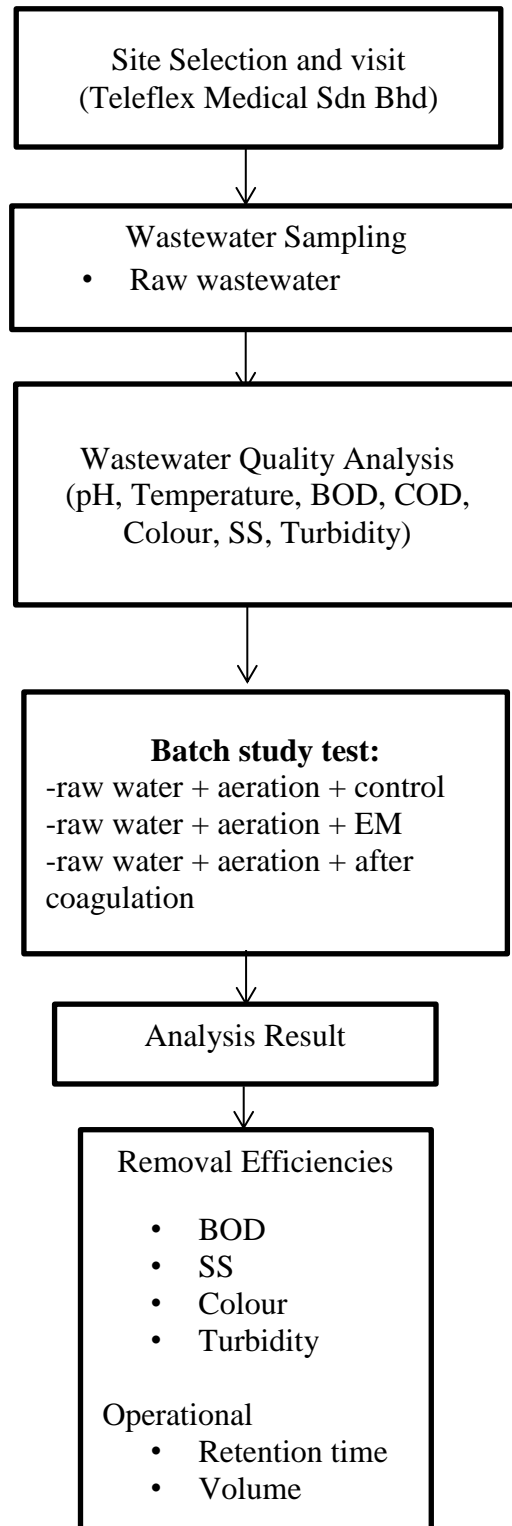 Site Selection and visit
(Teleflex Medical Sdn Bhd)
Wastewater Sampling
• Raw wastewater
Wastewater Quality Analysis
(pH, Temperature, BOD, COD,
Colour, SS, Turbidity)
Batch study test:
-raw water + aeration + control
-raw water + aeration + EM
-raw water + aeration + after
coagulation
Analysis Result
Removal Efficiencies
• BOD
• SS
• Colour
• Turbidity
Operational
• Retention time
• Volume